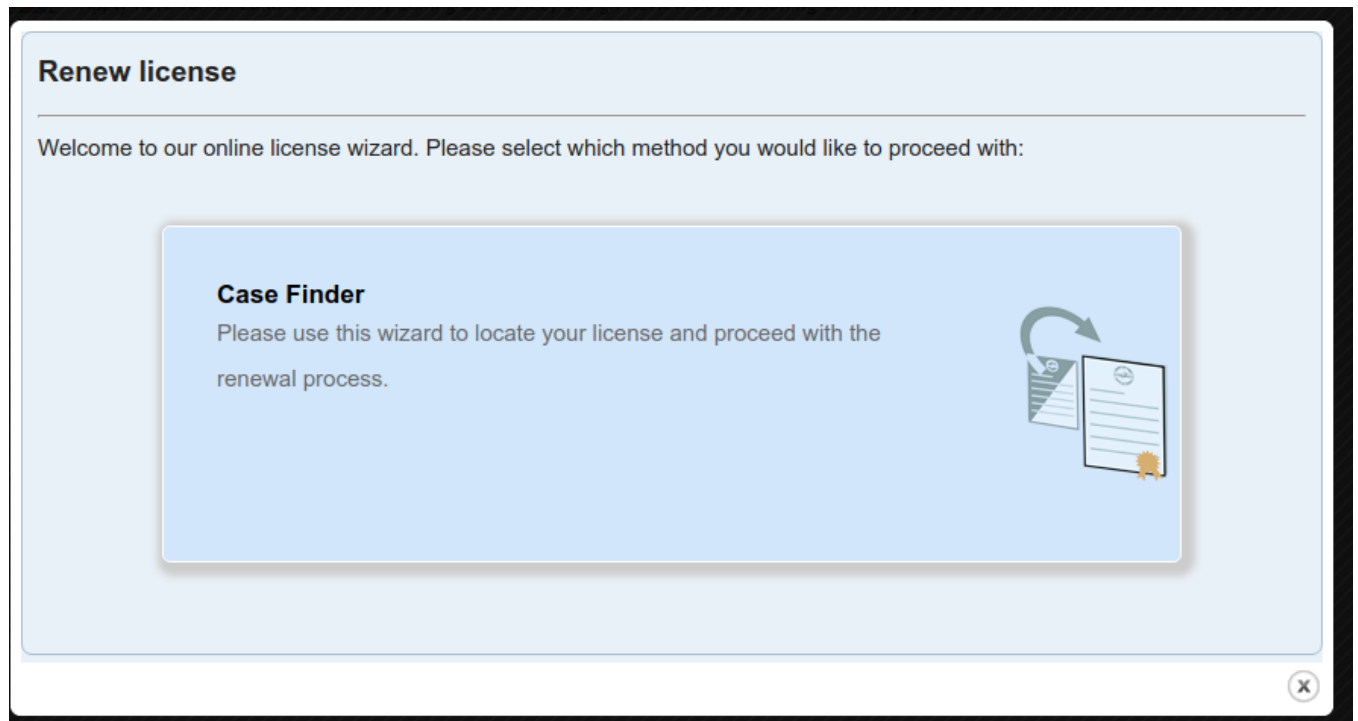 Renew license
Welcome to our online license wizard. Please select which method you would like to proceed with:
Case Finder
Please use this wizard to locate your license and proceed with the
renewal process.
x